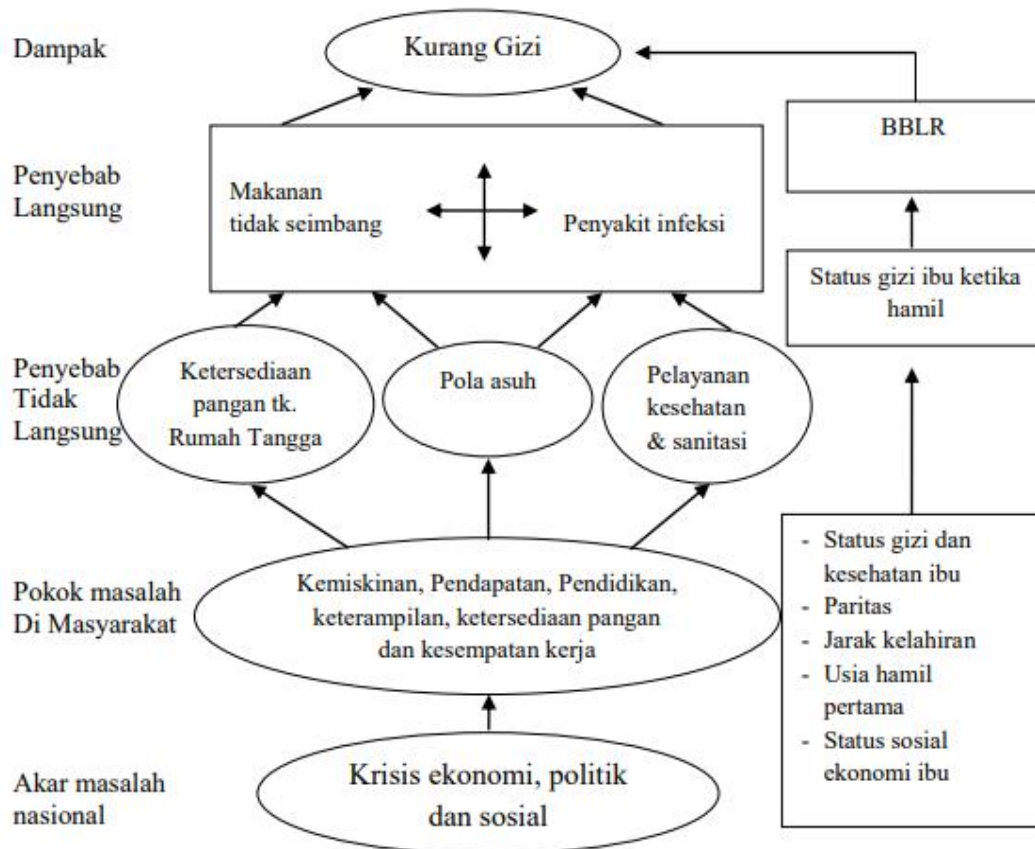 Dampak
Kurang Gizi
BBLR
Penyebab
Langsung
Makanan
tidak seimbang
Penyakit infeksi
Status gizi ibu ketika
hamil
Penyebab
Tidak
Langsung
Ketersediaan
pangan tk.
Rumah Tangga
Pola asuh
Pelayanan
kesehatan
& sanitasi
Pokok masalah
Di Masyarakat
Kemiskinan, Pendapatan, Pendidikan,
keterampilan, ketersediaan pangan
dan kesempatan kerja
- Status gizi dan
kesehatan ibu
- Paritas
- Jarak kelahiran
- Usia hamil
pertama
- Status sosial
ekonomi ibu
Akar masalah
nasional
Krisis ekonomi, politik
dan sosial